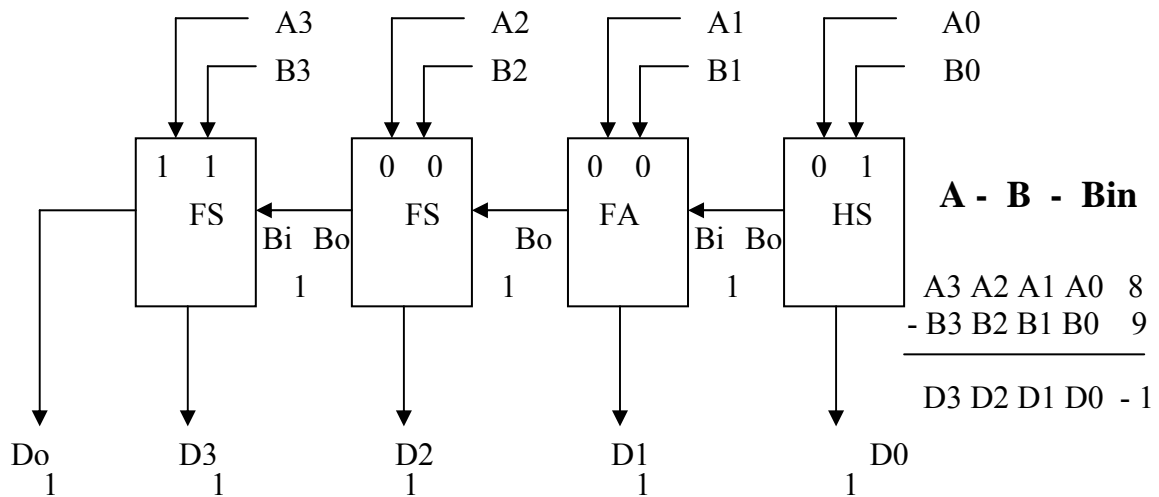 A3 A2 A1 A0
B3 B2 B1 B0
1 1 0 0 0 0 0 1
FS FS FA HS
A - B - Bin
Bi Bo Bo Bi Bo
1 1 1
A3 A2 A1 A0 8
- B3 B2 B1 B0 9
D3 D2 D1 D0 - 1
Do D3 D2 D1 D0
1 1 1 1 1